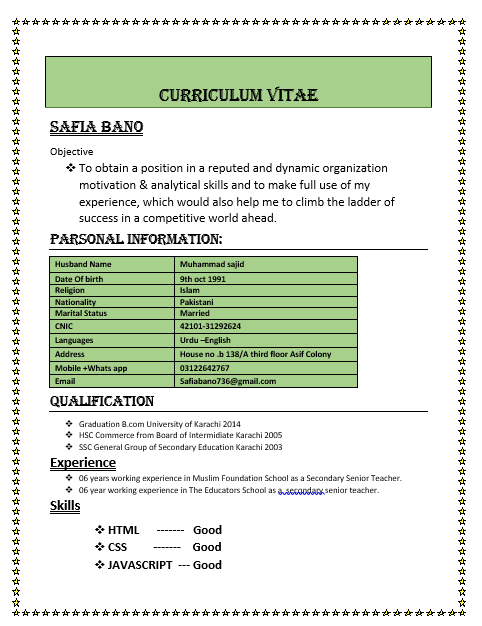 CURRICULUM VITAE
SAFIA BANO
Objective
❖ To obtain a position in a reputed and dynamic organization
motivation & analytical skills and to make full use of my
experience, which would also help me to climb the ladder of
success in a competitive world ahead.
PARSONAL INFORMATION:
Husband Name Muhammad sajid
Date Of birth 9th oct 1991
Religion Islam
Nationality Pakistani
Marital Status Married
CNIC 42101-31292624
Languages Urdu –English
Address House no .b 138/A third floor Asif Colony
Mobile +Whats app 03122642767
Email Safiabano736@gmail.com
QUALIFICATION
❖ Graduation B.com University of Karachi 2014
❖ HSC Commerce from Board of Intermidiate Karachi 2005
❖ SSC General Group of Secondary Education Karachi 2003
Experience
❖ 06 years working experience in Muslim Foundation School as a Secondary Senior Teacher.
❖ 06 year working experience in The Educators School as a secondary senior teacher.
Skills
❖ HTML ------- Good
❖ CSS ------- Good
❖ JAVASCRIPT --- Good